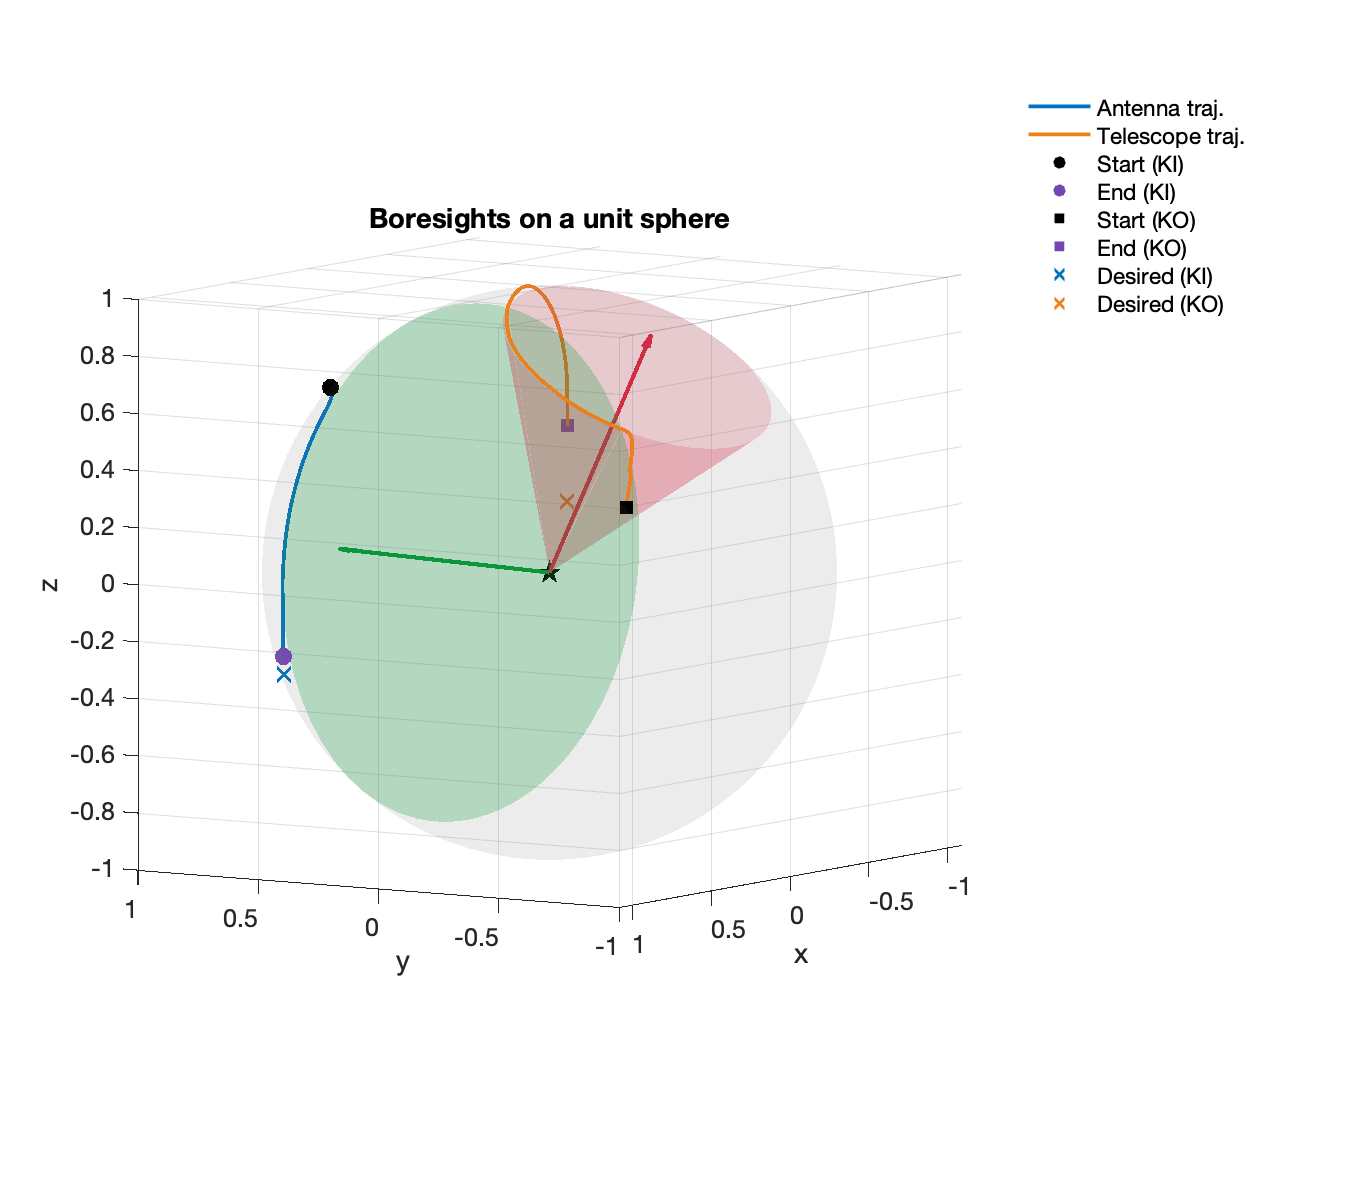 Boresights on a unit sphere
Antenna traj.
Telescope traj.
Start (KI)
End (KI)
Start (KO)
End (KO)
Desired (KI)
Desired (KO)
1
0.8
0.6
0.4
0.2
0
-0.2
-0.4
-0.6
-0.8
-1
z
1
0.5
0
-0.5
-1
y
1
0.5
0
-0.5
-1
x